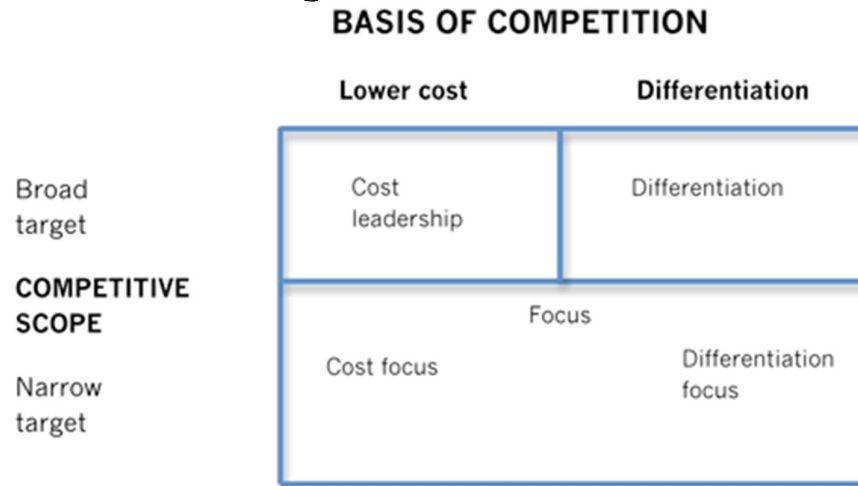 BASIS OF COMPETITION
Lower cost
Differentiation
Broad
target
Cost
leadership
Differentiation
COMPETITIVE
SCOPE
Focus
Narrow
target
Cost focus
Differentiation
focus